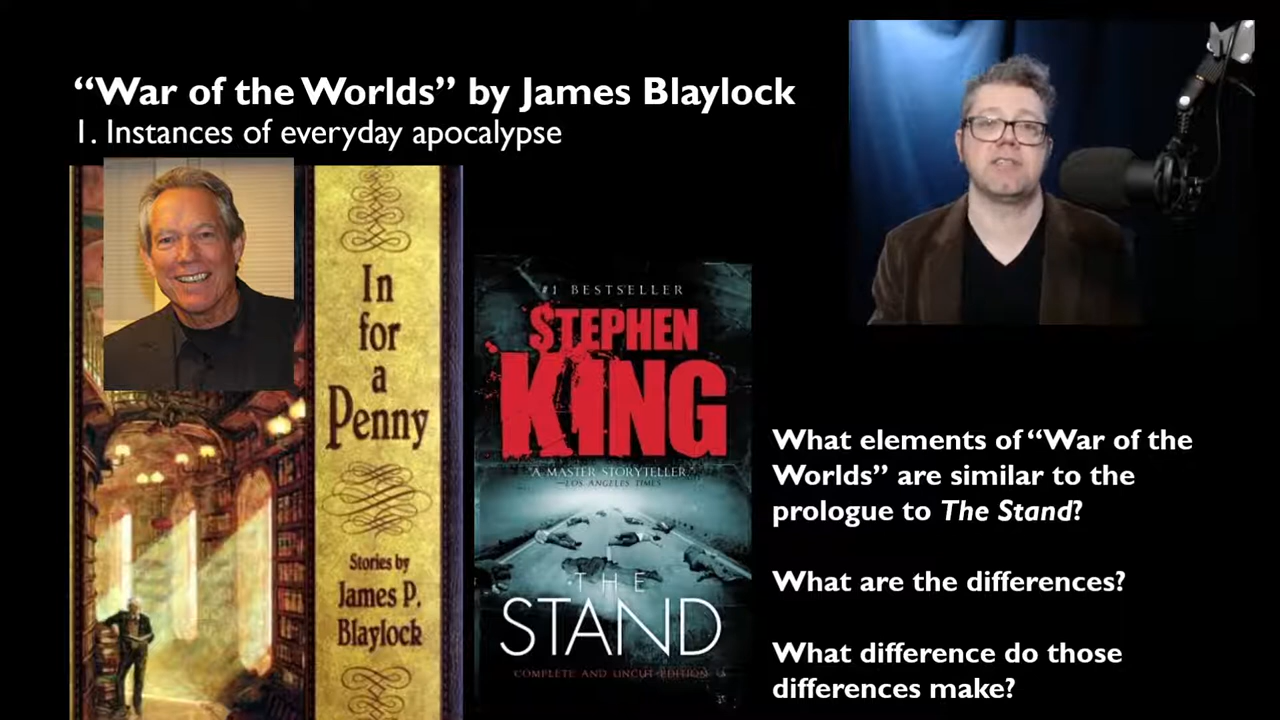 “War of the Worlds” by James Blaylock
1. Instances of everyday apocalypse
In
for
a
Penny
Stories by
James P.
Blaylock
#1 BESTSELLER
STEPHEN
KING
"A MASTER STORYTELLER."
—LOS ANGELES TIMES
THE
STAND
COMPLETE AND UNCUT EDITION
What elements of “War of the
Worlds” are similar to the
prologue to The Stand?
What are the differences?
What difference do those
differences make?